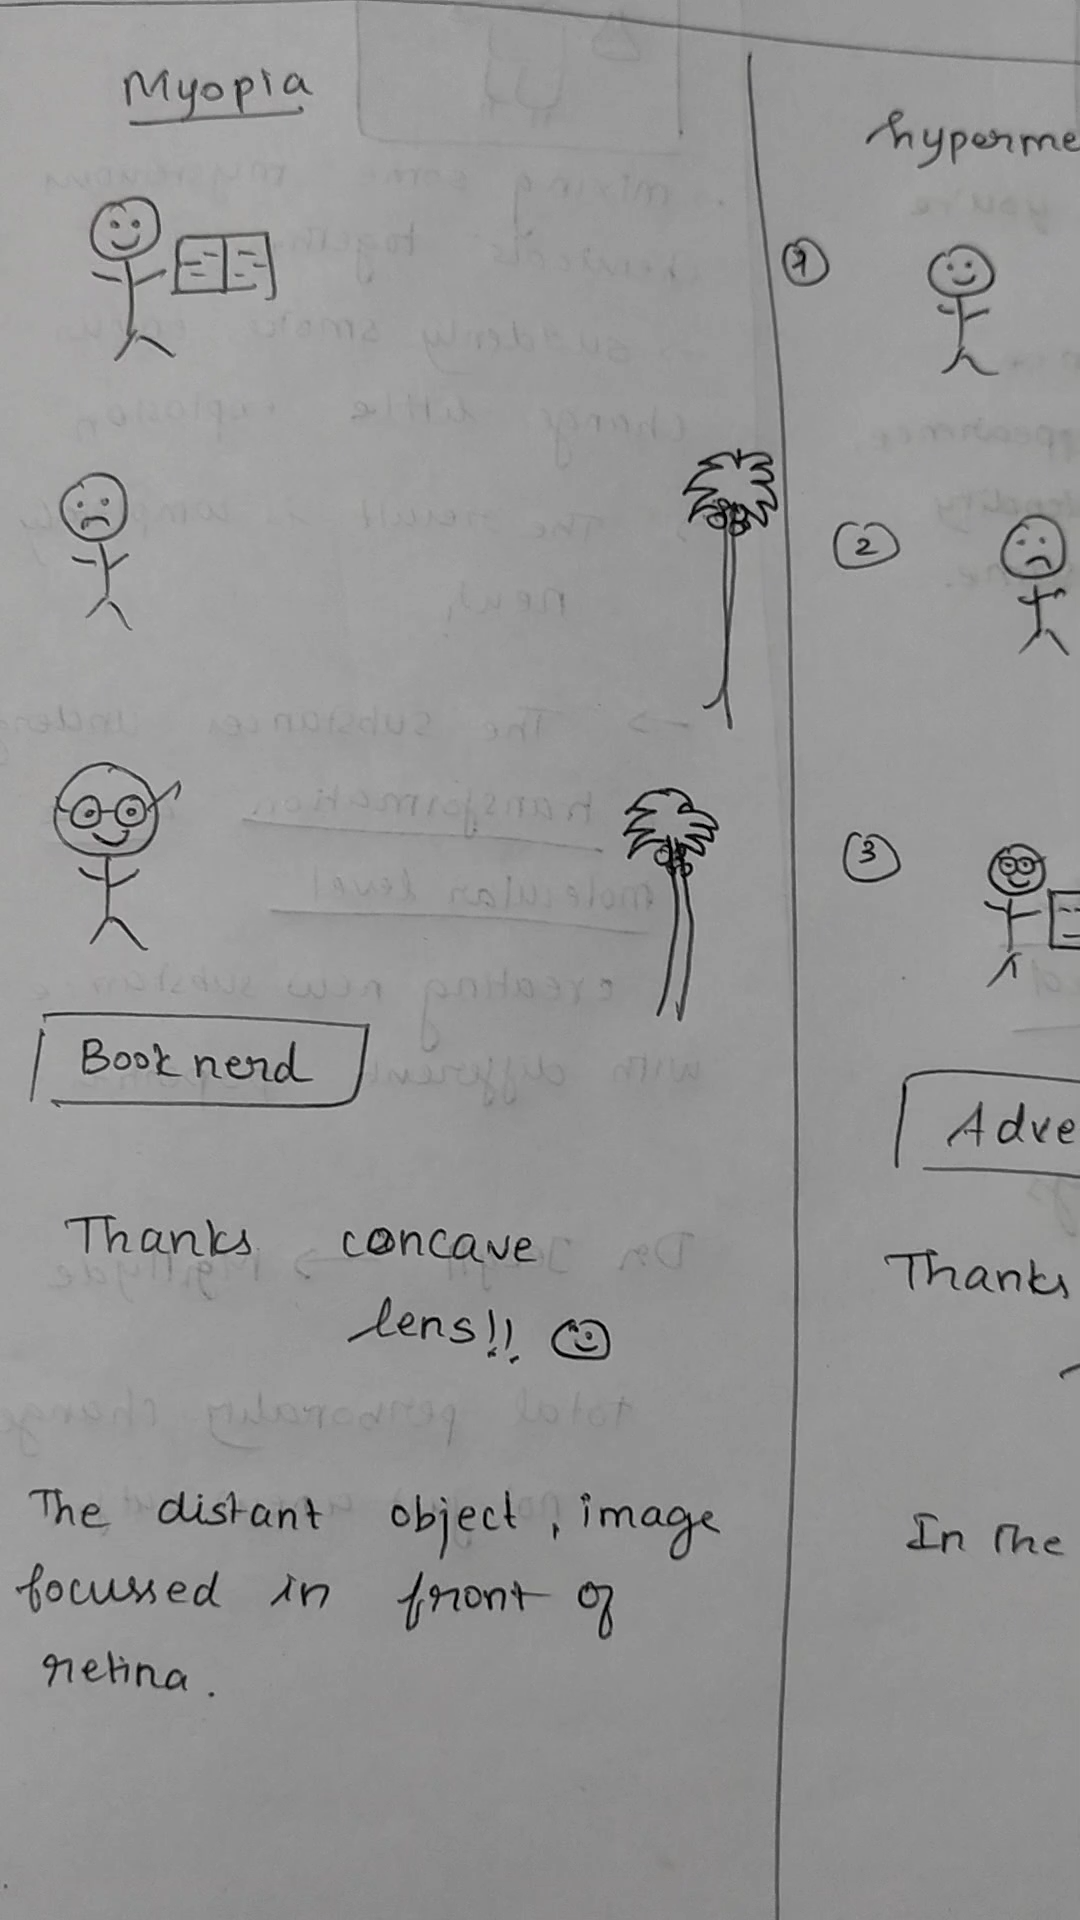 Myopia
Book nerd
Thanks concave
lens!!
The distant object, image
focussed in front of
retina.
hyperme
1
2
3
Adve
Thanks
In the